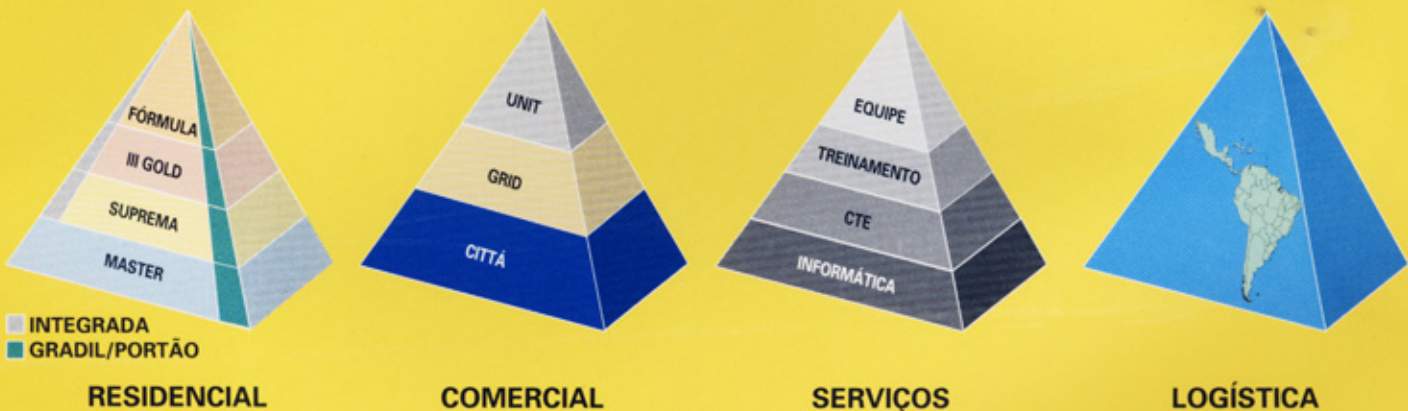 FÓRMULA
III GOLD
SUPREMA
MASTER
INTEGRADA
GRADIL/PORTÃO
RESIDENCIAL
UNIT
GRID
CITTÁ
COMERCIAL
EQUIPE
TREINAMENTO
CTE
INFORMÁTICA
SERVIÇOS
LOGÍSTICA